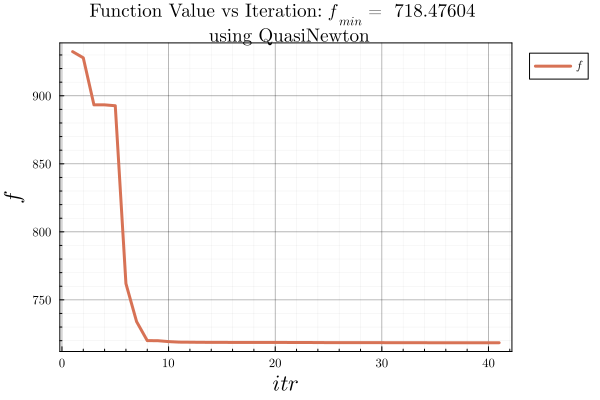 Function Value vs Iteration: f_min = 718.47604
using QuasiNewton
f
900
850
800
750
f
0 10 20 30 40
itr